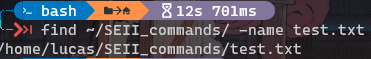 bash 12s 701ms
find ~/SEII_commands/ -name test.txt
/home/lucas/SEII_commands/test.txt